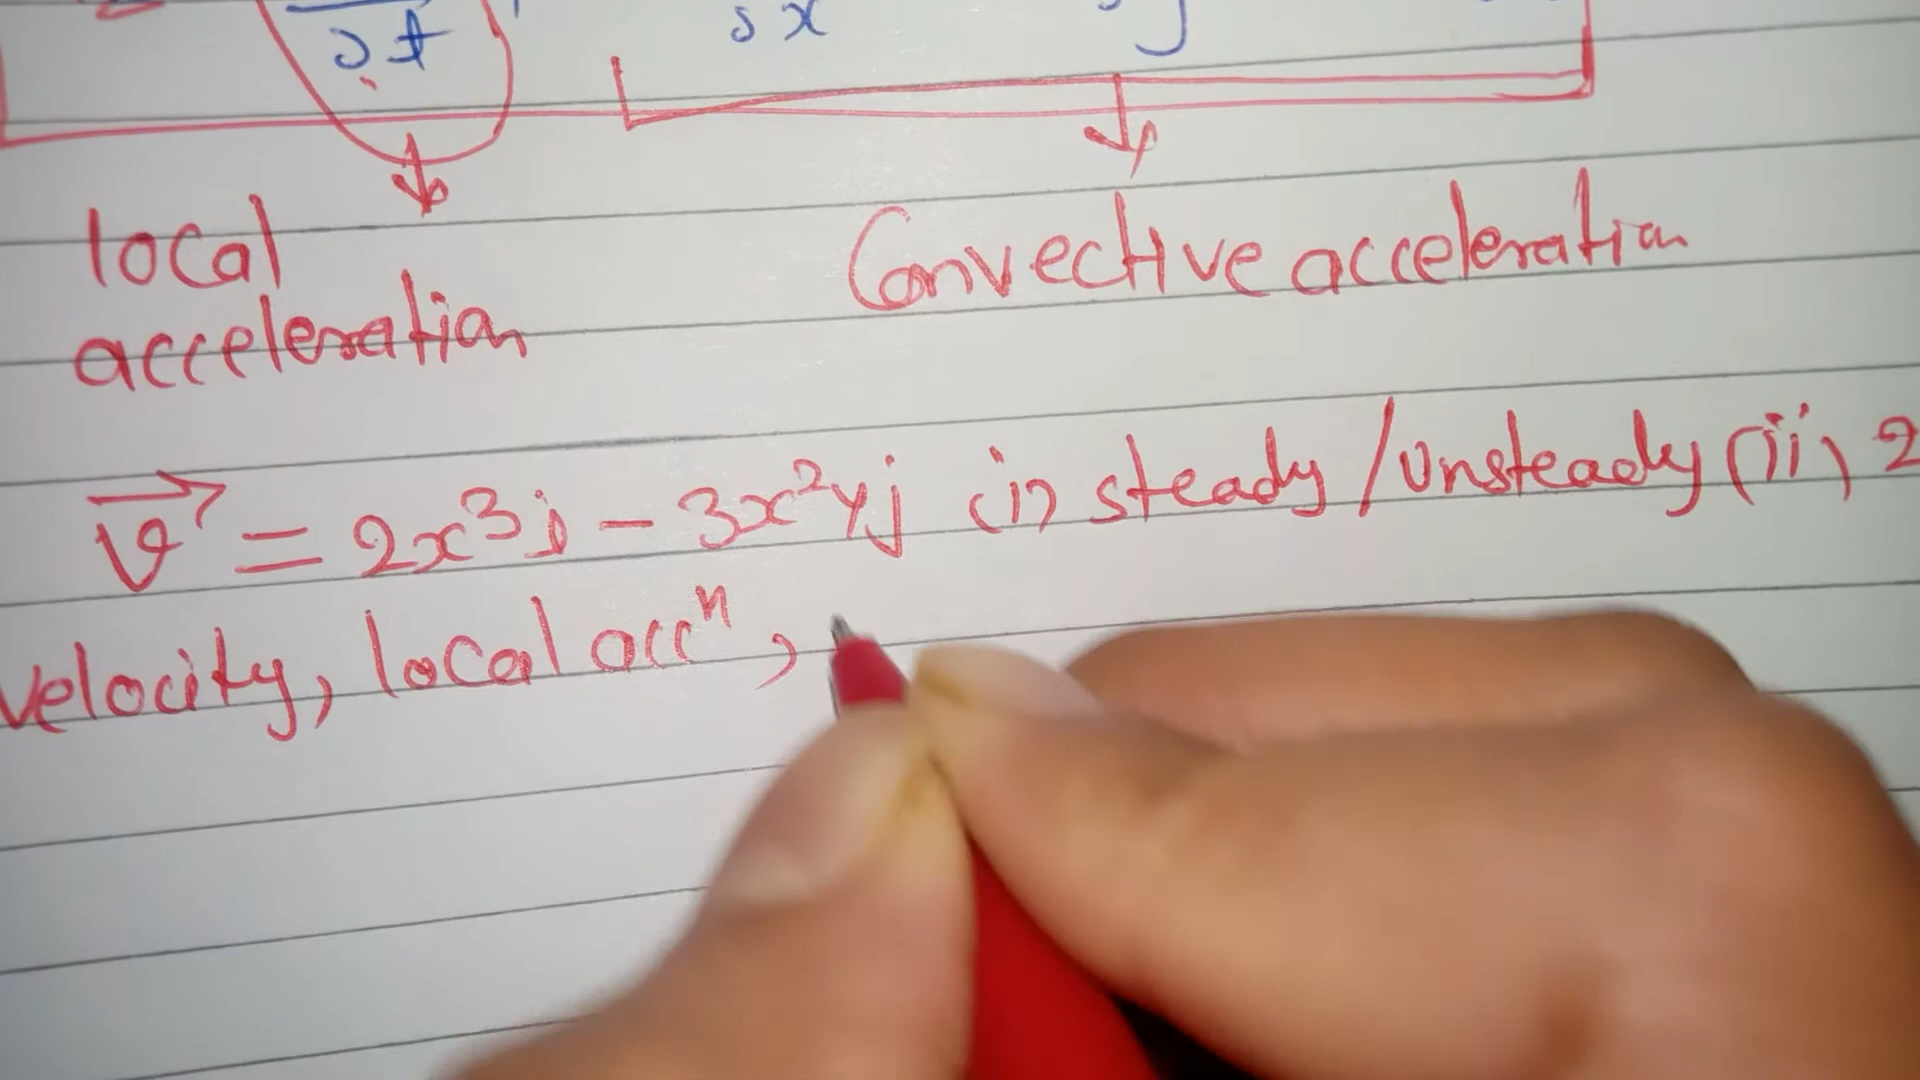 ∂t ∂x y
local Convective acceleration
acceleration
v⃗ = 2x³i - 3x²yj (i) steady /Unsteady (ii) 2
velocity, local accⁿ,